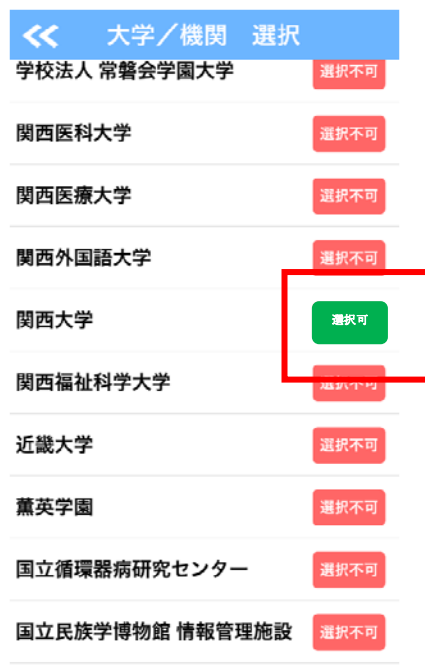 大学／機関 選択
学校法人 常磐会学園大学 選択不可
関西医科大学 選択不可
関西医療大学 選択不可
関西外国語大学 選択不可
関西大学 選択可
関西福祉科学大学 選択不可
近畿大学 選択不可
薫英学園 選択不可
国立循環器病研究センター 選択不可
国立民族学博物館 情報管理施設 選択不可